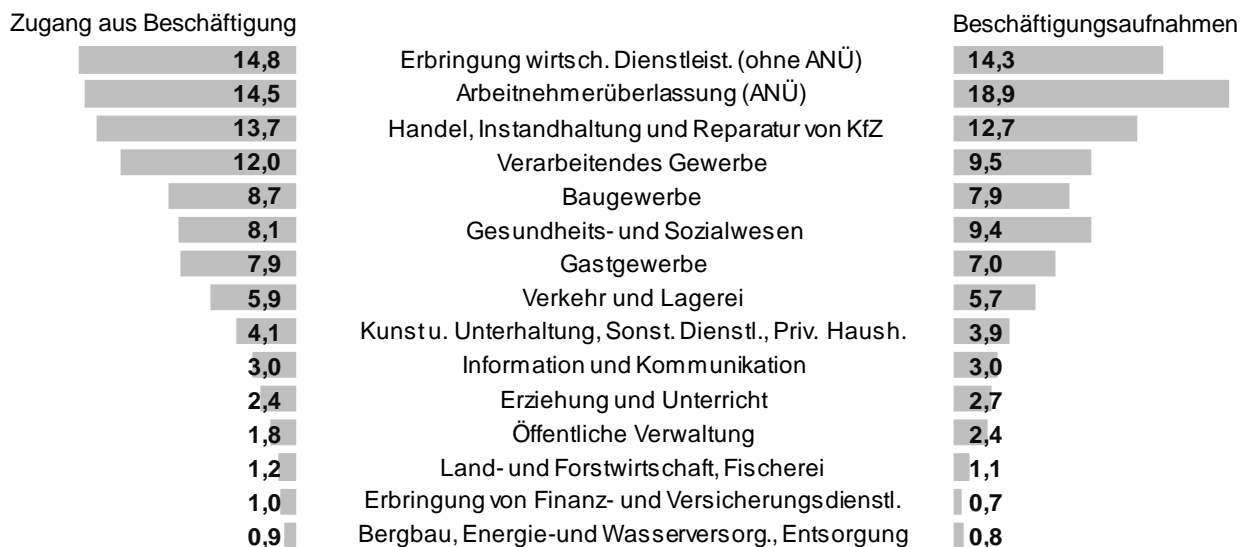 Zugang aus Beschäftigung Beschäftigungsaufnahmen
14,8 Erbringung wirtsch. Dienstleist. (ohne ANÜ) 14,3
14,5 Arbeitnehmerüberlassung (ANÜ) 18,9
13,7 Handel, Instandhaltung und Reparatur von KfZ 12,7
12,0 Verarbeitendes Gewerbe 9,5
8,7 Baugewerbe 7,9
8,1 Gesundheits- und Sozialwesen 9,4
7,9 Gastgewerbe 7,0
5,9 Verkehr und Lagerei 5,7
4,1 Kunst u. Unterhaltung, Sonst. Dienstl., Priv. Haush. 3,9
3,0 Information und Kommunikation 3,0
2,4 Erziehung und Unterricht 2,7
1,8 Öffentliche Verwaltung 2,4
1,2 Land- und Forstwirtschaft, Fischerei 1,1
1,0 Erbringung von Finanz- und Versicherungsdienstl. 0,7
0,9 Bergbau, Energie-und Wasserversorg., Entsorgung 0,8